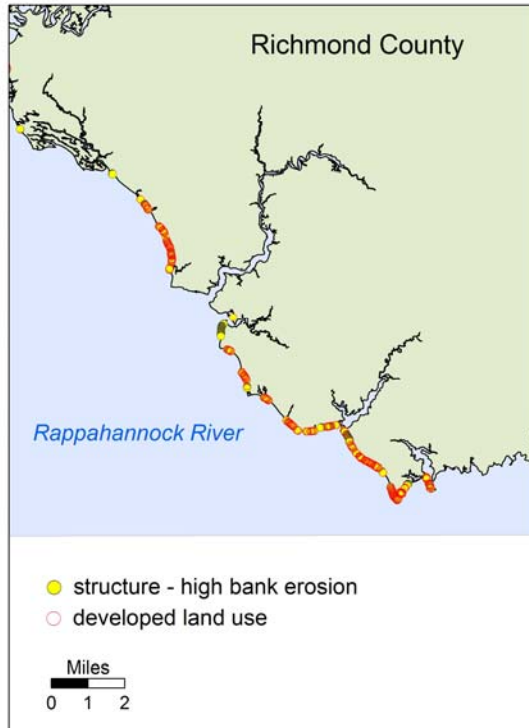 Richmond County
Rappahannock River
structure - high bank erosion
developed land use
Miles
0 1 2